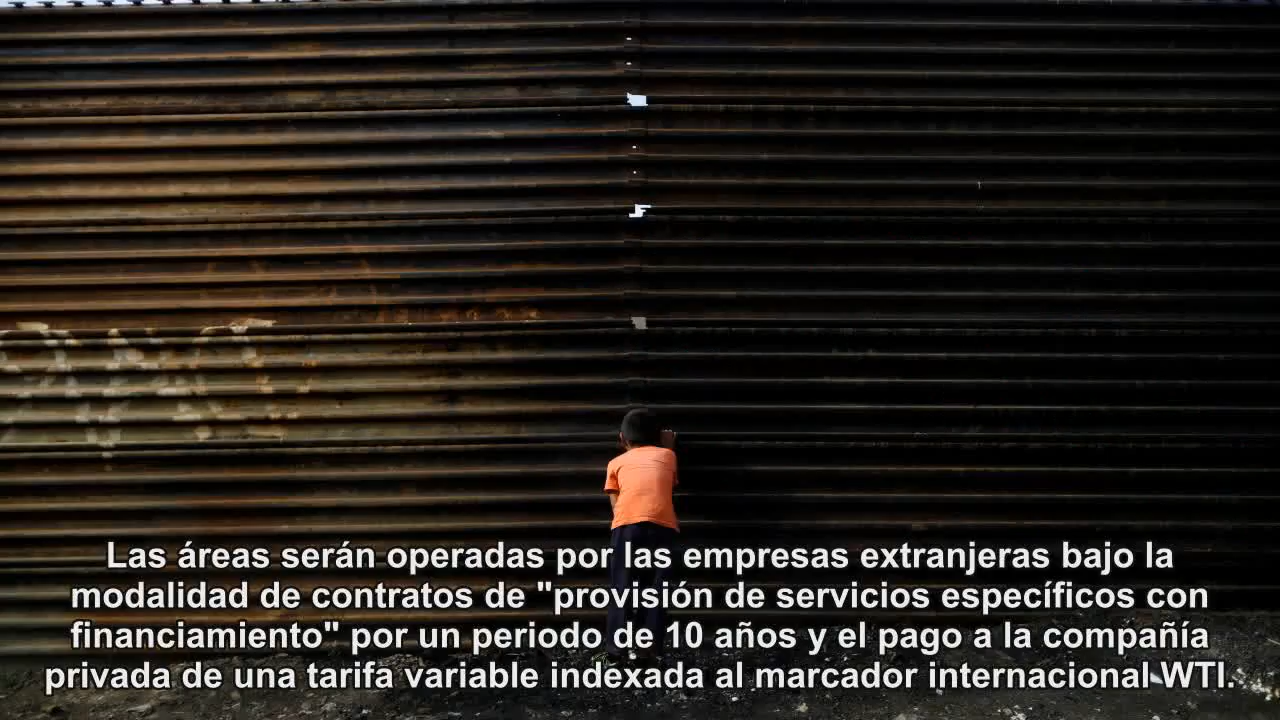 Las áreas serán operadas por las empresas extranjeras bajo la
modalidad de contratos de "provisión de servicios específicos con
financiamiento" por un periodo de 10 años y el pago a la compañía
privada de una tarifa variable indexada al marcador internacional WTI.